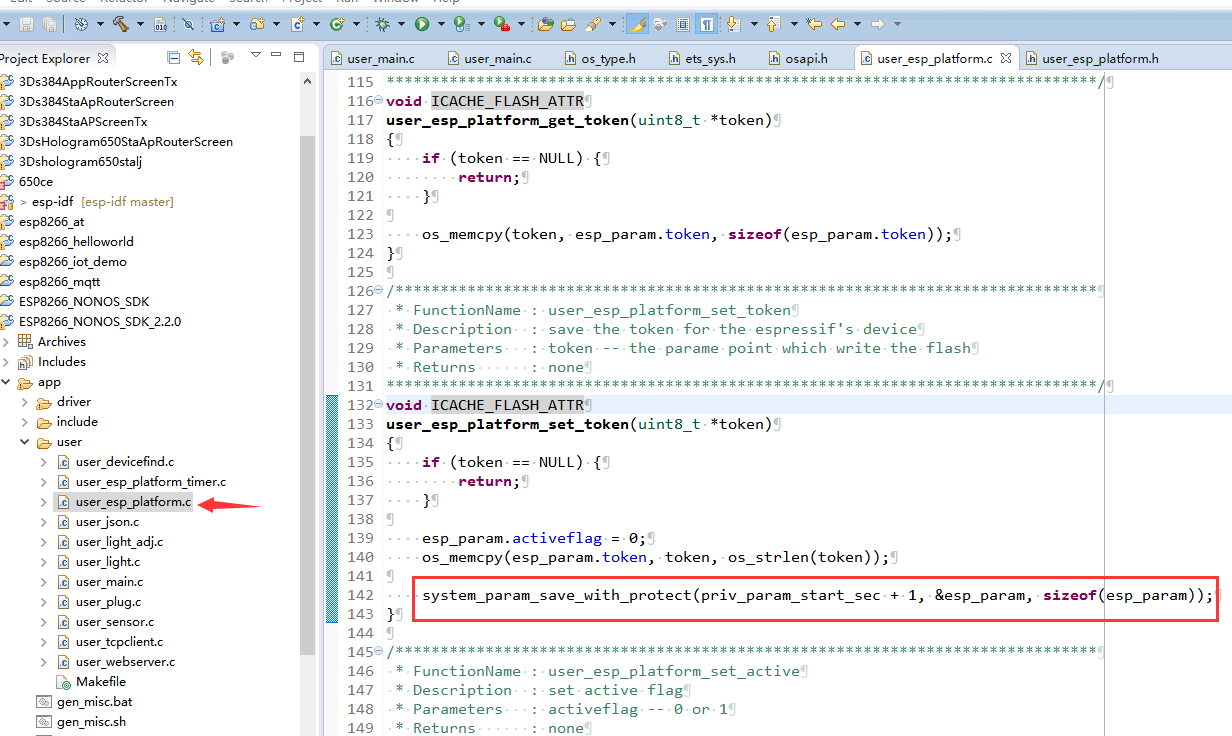 Edit Source Refactor Navigate Search Project Run Window Help
Project Explorer
3Ds384AppRouterScreenTx
3Ds384StaApRouterScreen
3Ds384StaAPScreenTx
3DsHologram650StaApRouterScreen
3Dshologram650stalj
650ce
> esp-idf [esp-idf master]
esp8266_at
esp8266_helloworld
esp8266_iot_demo
esp8266_mqtt
ESP8266_NONOS_SDK
ESP8266_NONOS_SDK_2.2.0
Archives
Includes
app
driver
include
user
user_devicefind.c
user_esp_platform_timer.c
user_esp_platform.c
user_json.c
user_light_adj.c
user_light.c
user_main.c
user_plug.c
user_sensor.c
user_tcpclient.c
user_webserver.c
Makefile
gen_misc.bat
gen_misc.sh
user_main.c
user_main.c
os_type.h
ets_sys.h
osapi.h
user_esp_platform.c
user_esp_platform.h
115 *******************************************************************************/
116 void ICACHE_FLASH_ATTR
117 user_esp_platform_get_token(uint8_t *token)
118 {
119     if (token == NULL) {
120         return;
121     }
122
123     os_memcpy(token, esp_param.token, sizeof(esp_param.token));
124 }
125
126 /******************************************************************************
127  * FunctionName : user_esp_platform_set_token
128  * Description  : save the token for the espressif's device
129  * Parameters   : token -- the parame point which write the flash
130  * Returns      : none
131 *******************************************************************************/
132 void ICACHE_FLASH_ATTR
133 user_esp_platform_set_token(uint8_t *token)
134 {
135     if (token == NULL) {
136         return;
137     }
138
139     esp_param.activeflag = 0;
140     os_memcpy(esp_param.token, token, os_strlen(token));
141
142     system_param_save_with_protect(priv_param_start_sec + 1, &esp_param, sizeof(esp_param));
143 }
144
145 /******************************************************************************
146  * FunctionName : user_esp_platform_set_active
147  * Description  : set active flag
148  * Parameters   : activeflag -- 0 or 1
149  * Returns      : none